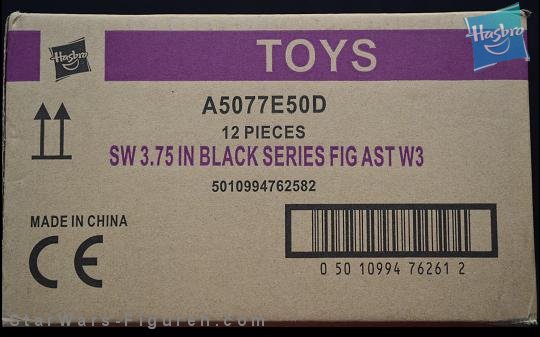 Hasbro
TOYS
Hasbro
A5077E50D
12 PIECES
SW 3.75 IN BLACK SERIES FIG AST W3
5010994762582
MADE IN CHINA
CE
0 50 10994 76261 2
StarWars-Figuren.com